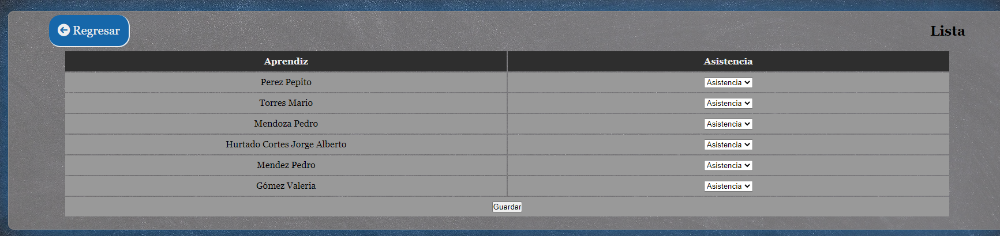 Regresar
Lista
Aprendiz Asistencia
Perez Pepito Asistencia
Torres Mario Asistencia
Mendoza Pedro Asistencia
Hurtado Cortes Jorge Alberto Asistencia
Mendez Pedro Asistencia
Gómez Valeria Asistencia
Guardar